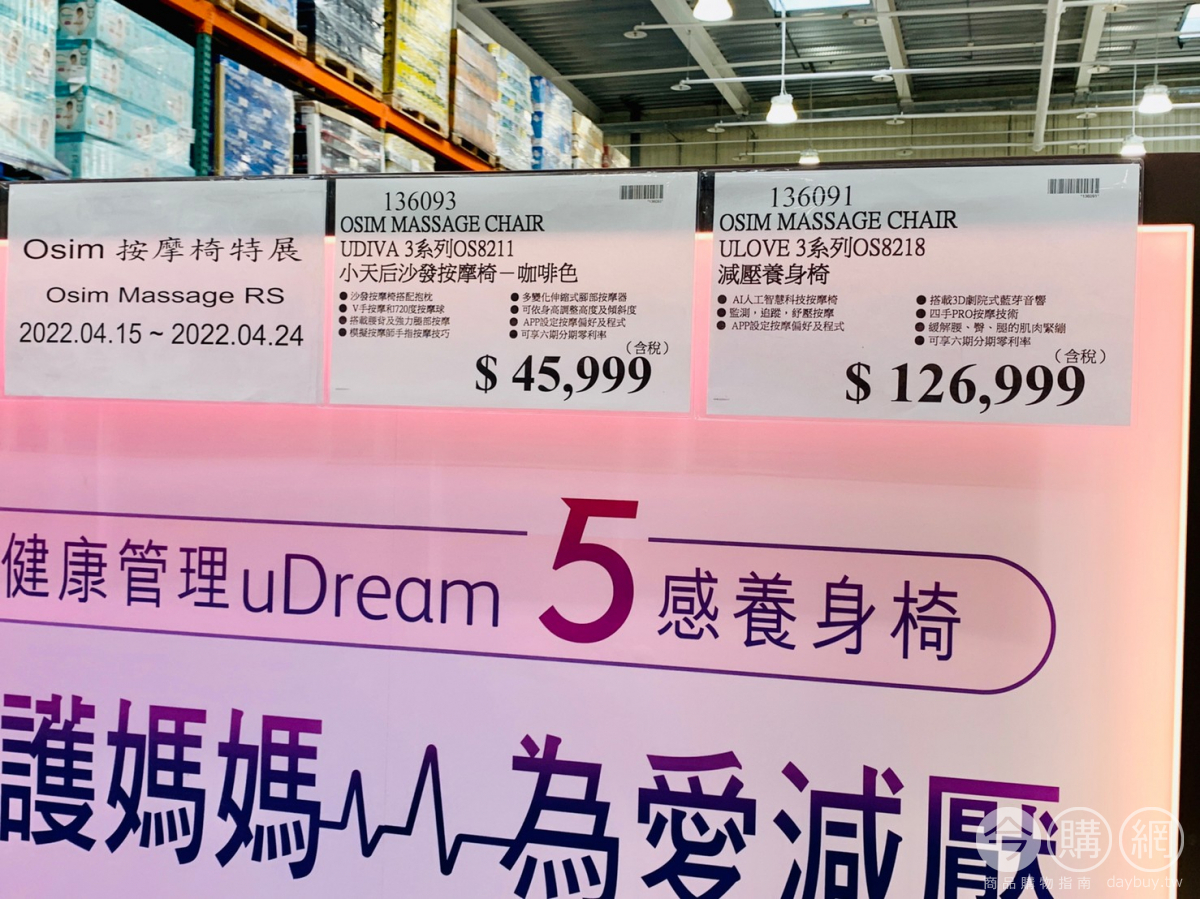 Osim 按摩椅特展
Osim Massage RS
2022.04.15 ~ 2022.04.24
136093
OSIM MASSAGE CHAIR
UDIVA 3系列OS8211
小天后沙發按摩椅－咖啡色
●沙發按摩椅搭配抱枕
●V手按摩和720度按摩球
●搭載腰音及強力腿部按摩
●模擬按摩師手指按摩技巧
●多變化伸縮式腳部按摩器
●可依身高調整高度及傾斜度
●APP設定按摩偏好及程式
●可享六期分期零利率
（含稅）
$ 45,999
136091
OSIM MASSAGE CHAIR
ULOVE 3系列OS8218
減壓養身椅
●AI人工智慧科技按摩椅
●監測，追蹤，紓壓按摩
●APP設定按摩偏好及程式
●搭載3D劇院式藍芽音響
●四手PRO按摩技術
●緩解腰、臀、腿的肌肉緊繃
●可享六期分期零利率
（含稅）
$ 126,999
健康管理uDream 5感養身椅
護媽媽 為愛減壓
今購網
商品購物指南 daybuy.tw